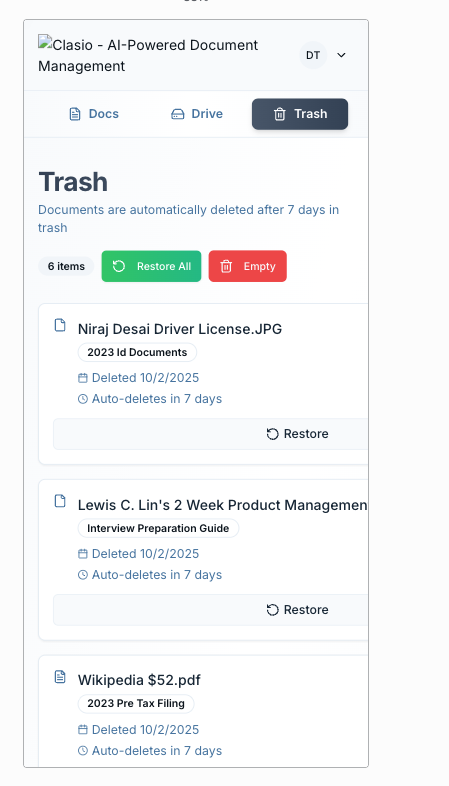 Clasio - AI-Powered Document
Management
DT
Docs
Drive
Trash
Trash
Documents are automatically deleted after 7 days in
trash
6 items
Restore All
Empty
Niraj Desai Driver License.JPG
2023 Id Documents
Deleted 10/2/2025
Auto-deletes in 7 days
Restore
Lewis C. Lin's 2 Week Product Managemen
Interview Preparation Guide
Deleted 10/2/2025
Auto-deletes in 7 days
Restore
Wikipedia $52.pdf
2023 Pre Tax Filing
Deleted 10/2/2025
Auto-deletes in 7 days